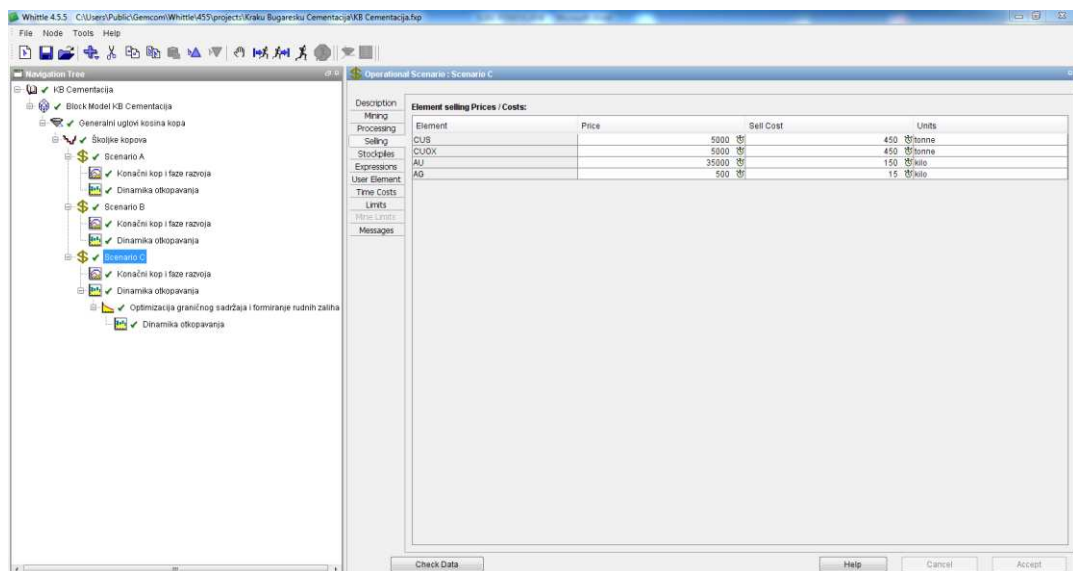 Whittle 4.5.5 C:\Users\Public\Gemcom\Whittle\455\projects\Kraku Bugaresku Cementacija\KB Cementacija.fxp
File Node Tools Help
Navigation Tree
KB Cementacija
Block Model KB Cementacija
Generalni uglovi kosina kopa
Školjke kopova
Scenario A
Konačni kop i faze razvoja
Dinamika otkopavanja
Scenario B
Konačni kop i faze razvoja
Dinamika otkopavanja
Scenario C
Konačni kop i faze razvoja
Dinamika otkopavanja
Optimizacija graničnog sadržaja i formiranje rudnih zaliha
Dinamika otkopavanja
Operational Scenario : Scenario C
Description
Mining
Processing
Selling
Stockpiles
Expressions
User Element
Time Costs
Limits
Mine Limits
Messages
Element selling Prices / Costs:
Element Price Sell Cost Units
CUS 5000 450 tonne
CUOX 5000 450 tonne
AU 35000 150 kilo
AG 500 15 kilo
Check Data Help Cancel Accept